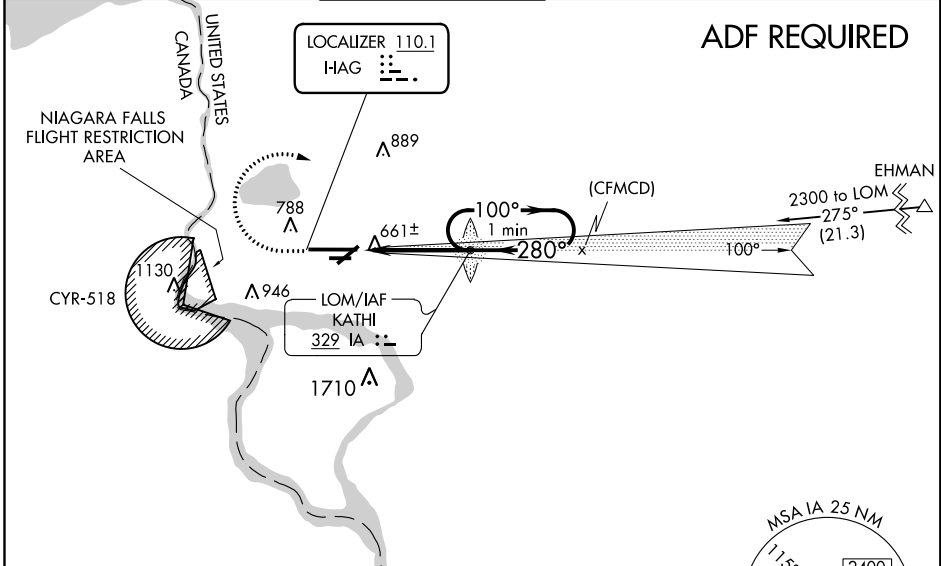 UNITED STATES
CANADA
LOCALIZER 110.1
I-IAG
ADF REQUIRED
NIAGARA FALLS
FLIGHT RESTRICTION
AREA
889
EHMAN
2300 to LOM
275°
(21.3)
(CFMCD)
788
661±
100°
1 min
280°
100°
1130
CYR-518
946
LOM/IAF
KATHI
329 IA
1710
MSA IA 25 NM